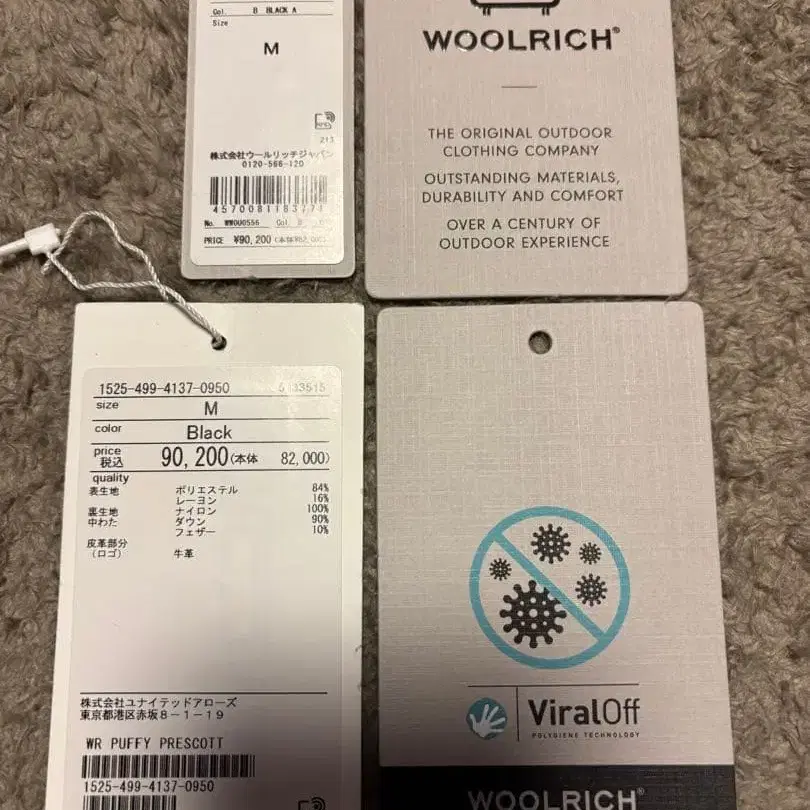 Col. B BLACK A
Size
M
213
株式会社ウールリッチジャパン
0120-566-120
No. WWOU0556 Col. B
PRICE ¥90,200 (本体¥82,000)
WOOLRICH®
THE ORIGINAL OUTDOOR
CLOTHING COMPANY
OUTSTANDING MATERIALS,
DURABILITY AND COMFORT
OVER A CENTURY OF
OUTDOOR EXPERIENCE
1525-499-4137-0950
size M
color Black
price
税込 90,200(本体 82,000)
quality
表生地 ポリエステル 84%
レーヨン 16%
裏生地 ナイロン 100%
中わた ダウン 90%
フェザー 10%
皮革部分
(ロゴ) 牛革
株式会社ユナイテッドアローズ
東京都港区赤坂8-1-19
WR PUFFY PRESCOTT
1525-499-4137-0950
ViralOff
POLYGIENE TECHNOLOGY
WOOLRICH®